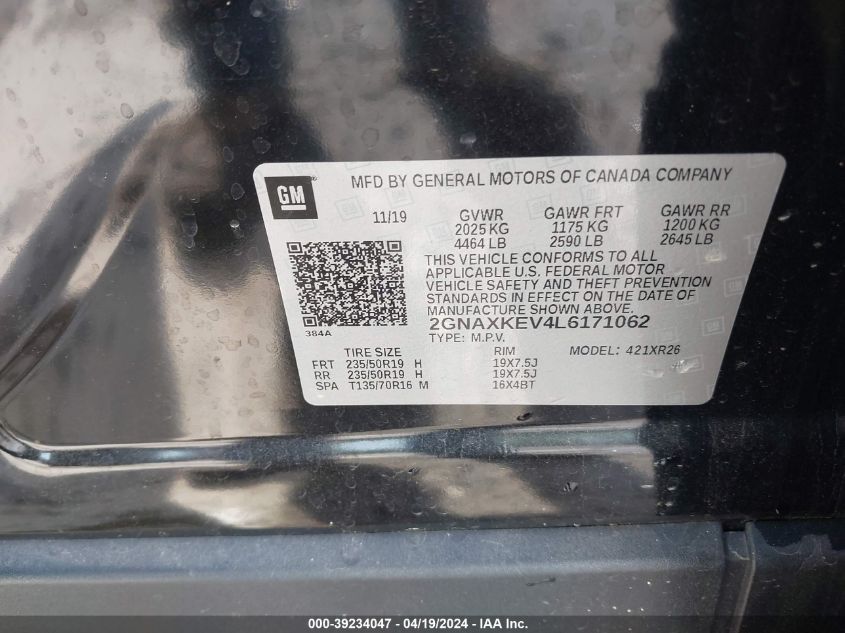 GM
MFD BY GENERAL MOTORS OF CANADA COMPANY
11/19 GVWR GAWR FRT GAWR RR
2025 KG 1175 KG 1200 KG
4464 LB 2590 LB 2645 LB
THIS VEHICLE CONFORMS TO ALL
APPLICABLE U.S. FEDERAL MOTOR
VEHICLE SAFETY AND THEFT PREVENTION
STANDARDS IN EFFECT ON THE DATE OF
MANUFACTURE SHOWN ABOVE.
384A
2GNAXKEV4L6171062
TYPE: M.P.V.
TIRE SIZE RIM MODEL: 421XR26
FRT 235/50R19 H 19X7.5J
RR 235/50R19 H 19X7.5J
SPA T135/70R16 M 16X4BT
000-39234047 - 04/19/2024 - IAA Inc.